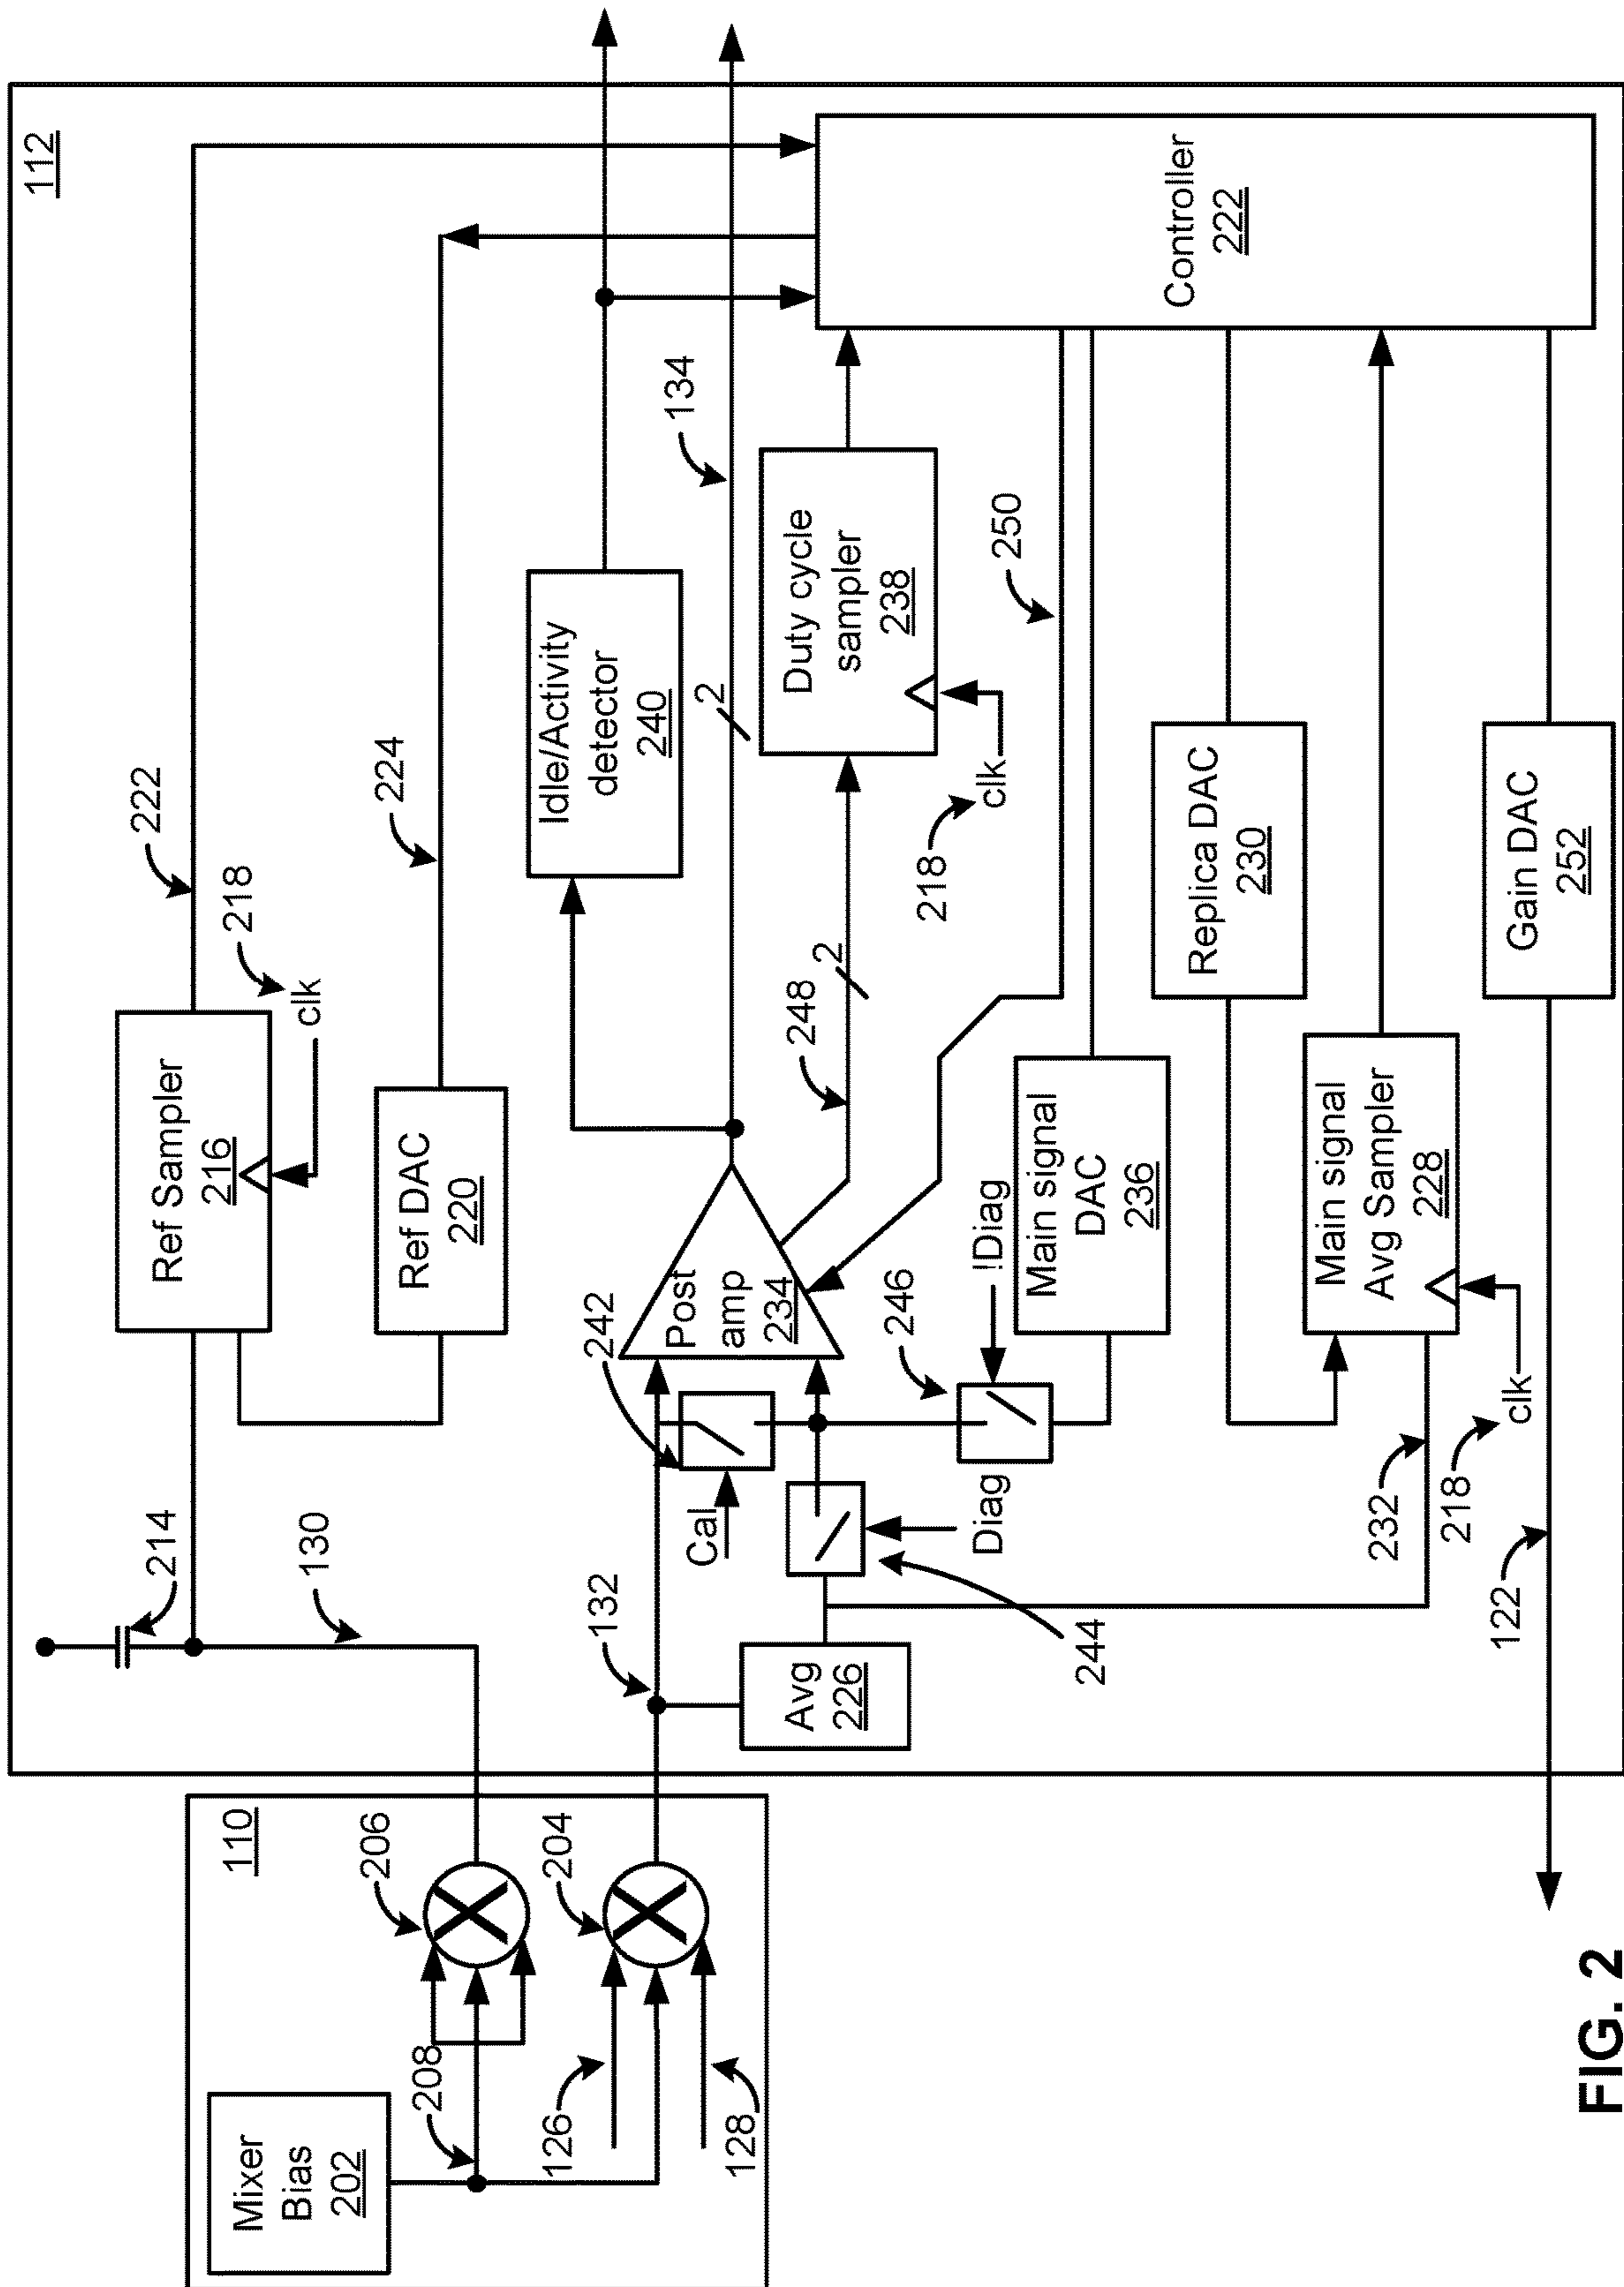 112
110
Mixer
Bias
202
208
206
204
126
128
214
130
132
Ref Sampler
216
218
clk
222
Ref DAC
220
224
Idle/Activity
detector
240
134
2
Post
amp
234
242
Cal
248
2
Duty cycle
sampler
238
218
clk
250
Avg
226
244
Diag
246
!Diag
Main signal
DAC
236
Replica DAC
230
Main signal
Avg Sampler
228
232
218
clk
Gain DAC
252
122
Controller
222
FIG. 2